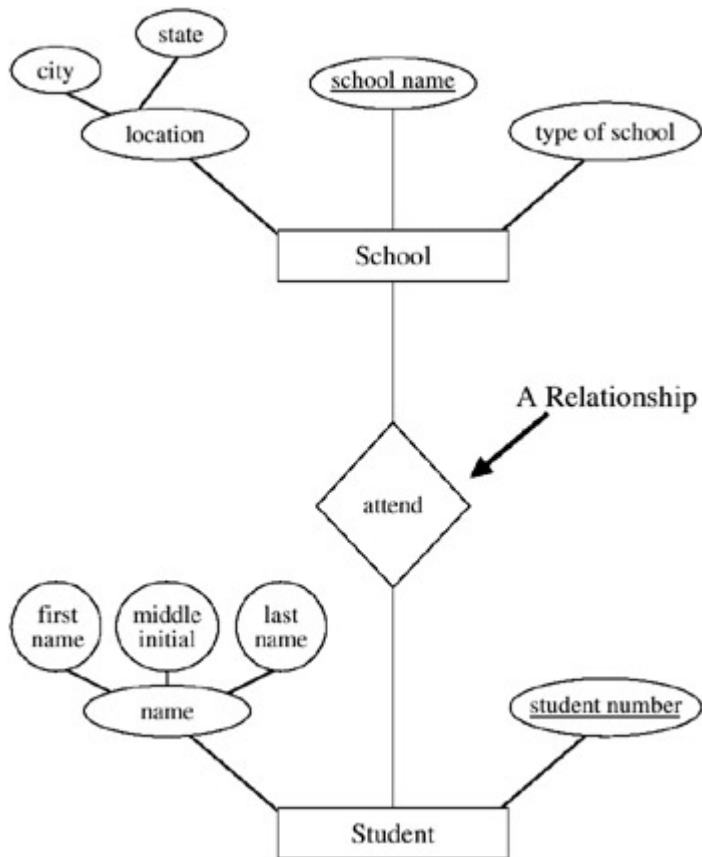 state
city
school name
location
type of school
School
A Relationship
attend
first
name
middle
initial
last
name
name
student number
Student